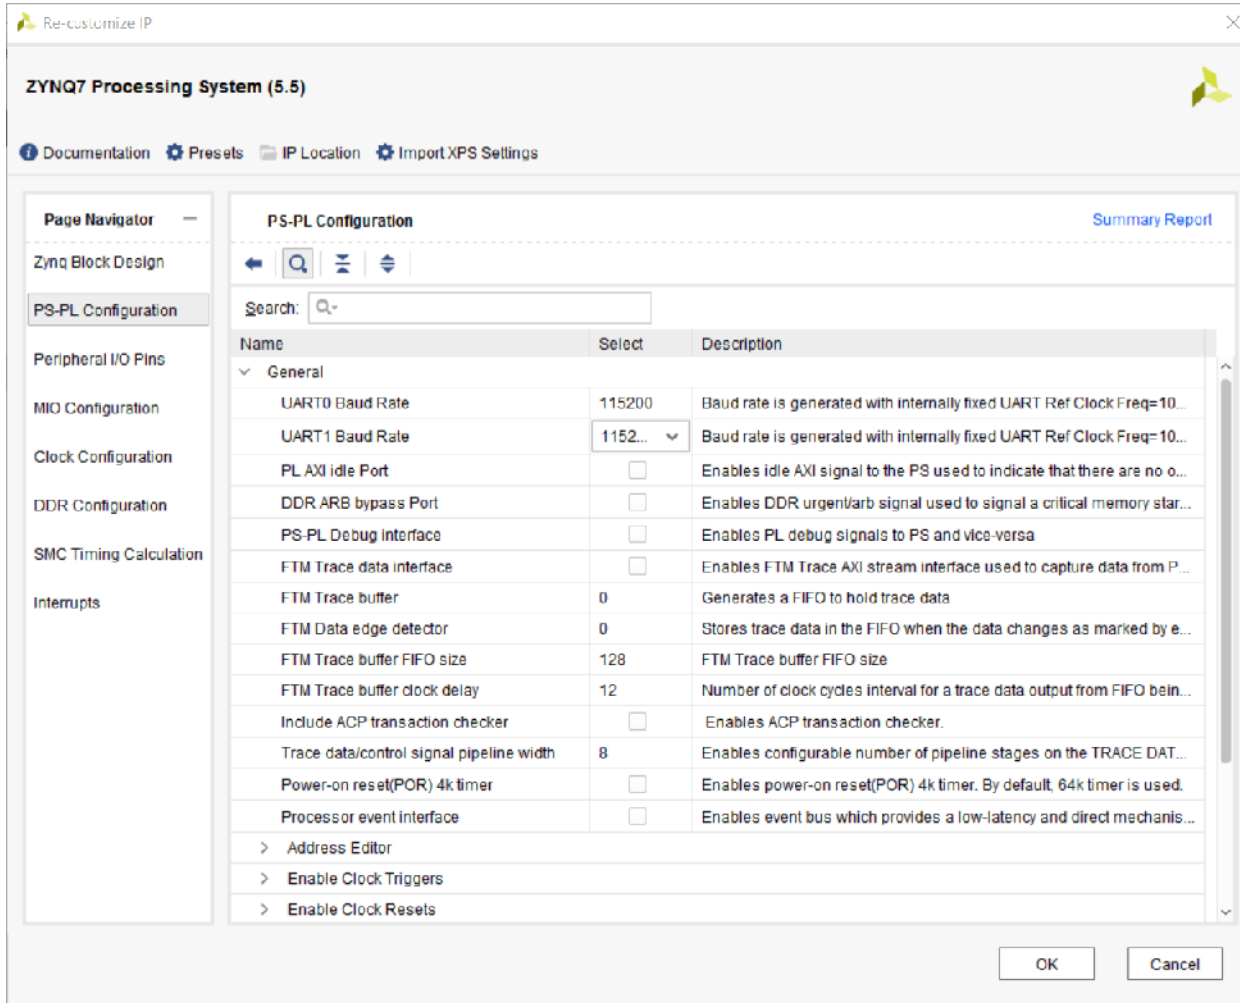 Re-customize IP
ZYNQ7 Processing System (5.5)
Documentation Presets IP Location Import XPS Settings
Page Navigator
Zynq Block Design
PS-PL Configuration
Peripheral I/O Pins
MIO Configuration
Clock Configuration
DDR Configuration
SMC Timing Calculation
Interrupts
PS-PL Configuration Summary Report
Search:
Name Select Description
General
UART0 Baud Rate 115200 Baud rate is generated with internally fixed UART Ref Clock Freq=10...
UART1 Baud Rate 1152... Baud rate is generated with internally fixed UART Ref Clock Freq=10...
PL AXI idle Port Enables idle AXI signal to the PS used to indicate that there are no o...
DDR ARB bypass Port Enables DDR urgent/arb signal used to signal a critical memory star...
PS-PL Debug interface Enables PL debug signals to PS and vice-versa
FTM Trace data interface Enables FTM Trace AXI stream interface used to capture data from P...
FTM Trace buffer 0 Generates a FIFO to hold trace data
FTM Data edge detector 0 Stores trace data in the FIFO when the data changes as marked by e...
FTM Trace buffer FIFO size 128 FTM Trace buffer FIFO size
FTM Trace buffer clock delay 12 Number of clock cycles interval for a trace data output from FIFO bein...
Include ACP transaction checker Enables ACP transaction checker.
Trace data/control signal pipeline width 8 Enables configurable number of pipeline stages on the TRACE DAT...
Power-on reset(POR) 4k timer Enables power-on reset(POR) 4k timer. By default, 64k timer is used.
Processor event interface Enables event bus which provides a low-latency and direct mechanis...
Address Editor
Enable Clock Triggers
Enable Clock Resets
OK Cancel